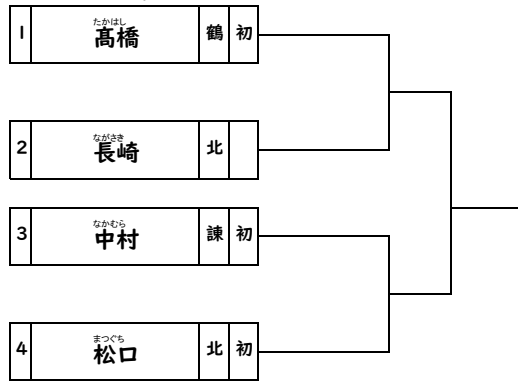 たかはし
1 髙橋 鶴 初
ながさき
2 長崎 北
なかむら
3 中村 諫 初
まつぐち
4 松口 北 初